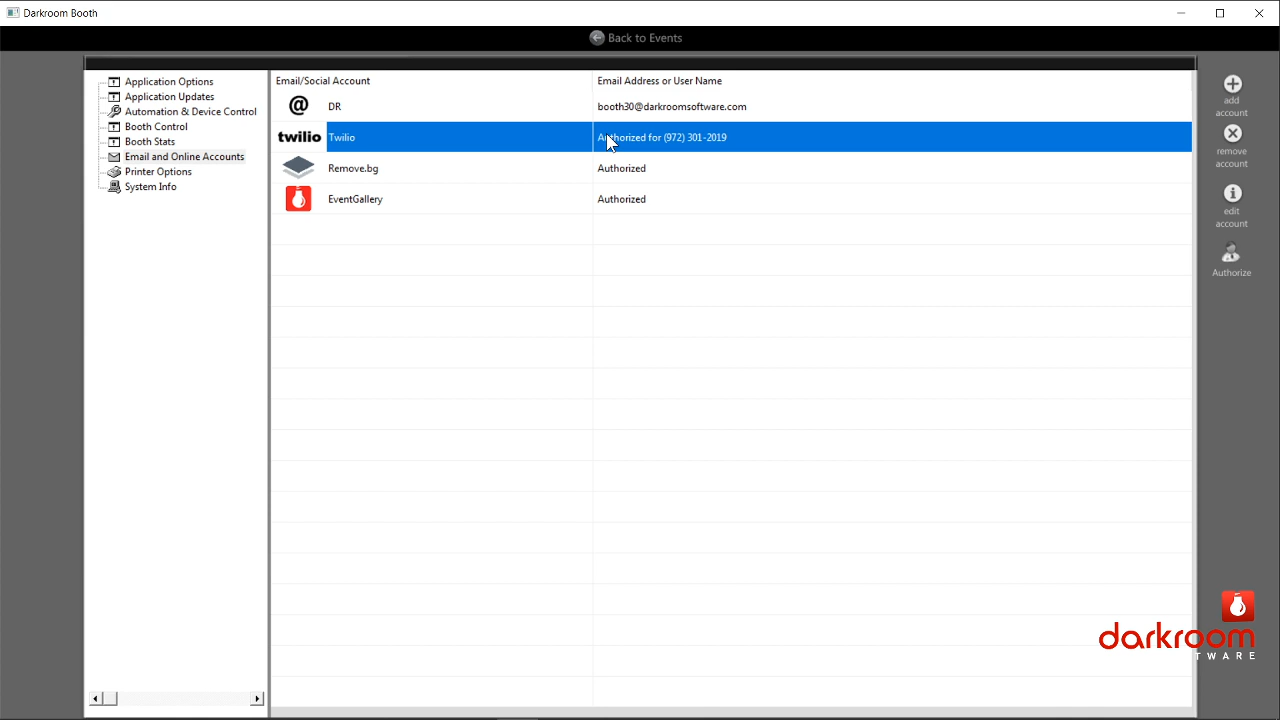 Darkroom Booth
Back to Events
Application Options
Application Updates
Automation & Device Control
Booth Control
Booth Stats
Email and Online Accounts
Printer Options
System Info
Email/Social Account Email Address or User Name
@ DR booth30@darkroomsoftware.com
twilio Twilio Authorized for (972) 301-2019
Remove.bg Authorized
EventGallery Authorized
add
account
remove
account
edit
account
Authorize
darkroom
TWARE